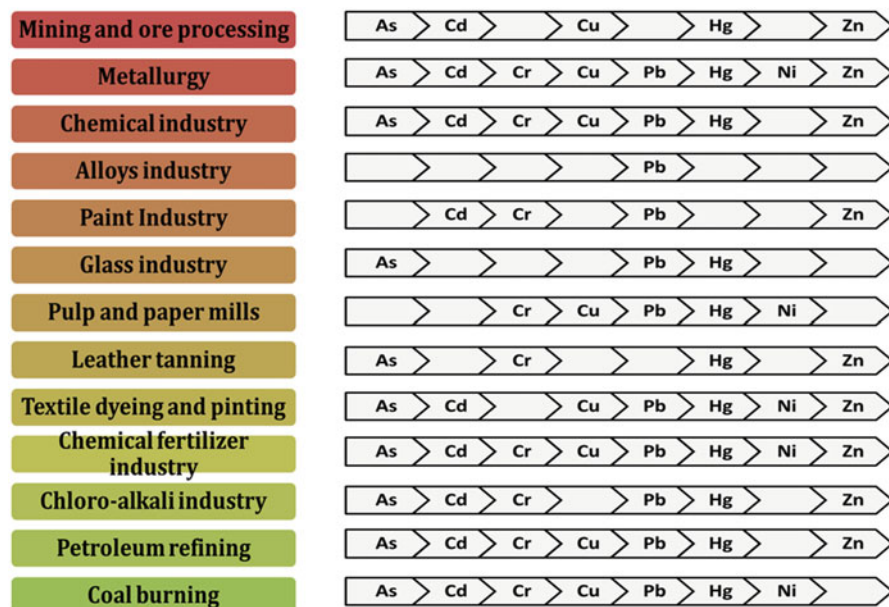 Mining and ore processing As Cd Cu Hg Zn
Metallurgy As Cd Cr Cu Pb Hg Ni Zn
Chemical industry As Cd Cr Cu Pb Hg Zn
Alloys industry Pb
Paint Industry Cd Cr Pb Zn
Glass industry As Pb Hg
Pulp and paper mills Cr Cu Pb Hg Ni
Leather tanning As Cr Hg Zn
Textile dyeing and pinting As Cd Cu Pb Hg Ni Zn
Chemical fertilizer
industry As Cd Cr Cu Pb Hg Ni Zn
Chloro-alkali industry As Cd Cr Pb Hg Zn
Petroleum refining As Cd Cr Cu Pb Hg Zn
Coal burning As Cd Cr Cu Pb Hg Ni